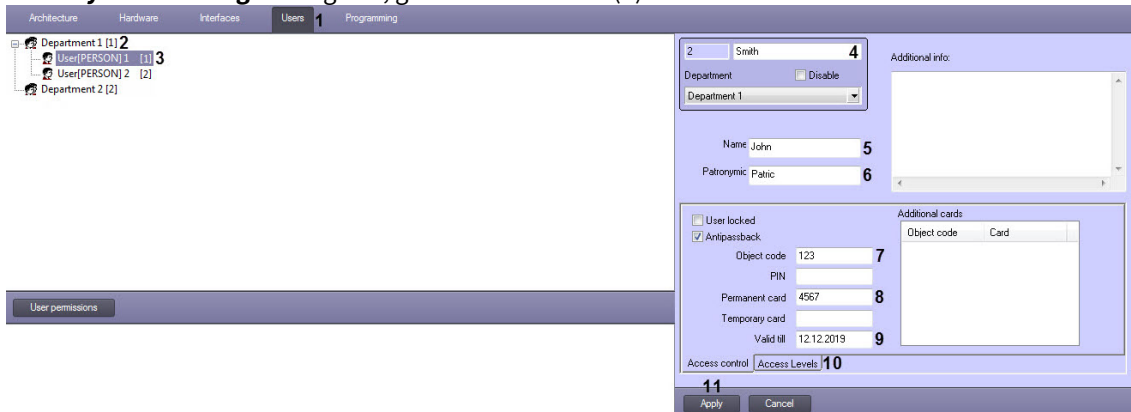 Architecture Hardware Interfaces Users 1 Programming
Department 1 [1] 2
User[PERSON] 1 [1] 3
User[PERSON] 2 [2]
Department 2 [2]
User permissions
2 Smith 4
Department Disable
Department 1
Name John 5
Patronymic Patric 6
Additional info:
User locked
Antipassback
Object code 123 7
PIN
Permanent card 4567 8
Temporary card
Valid till 12.12.2019 9
Additional cards
Object code Card
Access control Access Levels 10
11
Apply Cancel